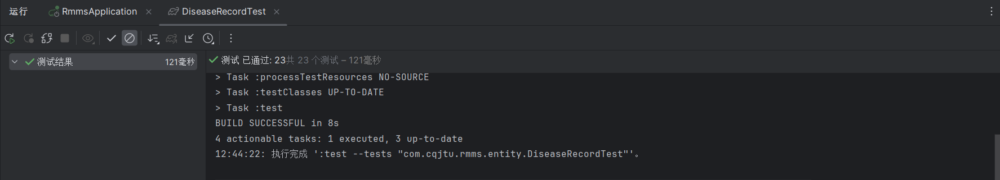 运行 RmmsApplication DiseaseRecordTest
测试结果 121毫秒
测试 已通过: 23共 23 个测试 – 121毫秒
> Task :processTestResources NO-SOURCE
> Task :testClasses UP-TO-DATE
> Task :test
BUILD SUCCESSFUL in 8s
4 actionable tasks: 1 executed, 3 up-to-date
12:44:22: 执行完成 ':test --tests "com.cqjtu.rmms.entity.DiseaseRecordTest"'。